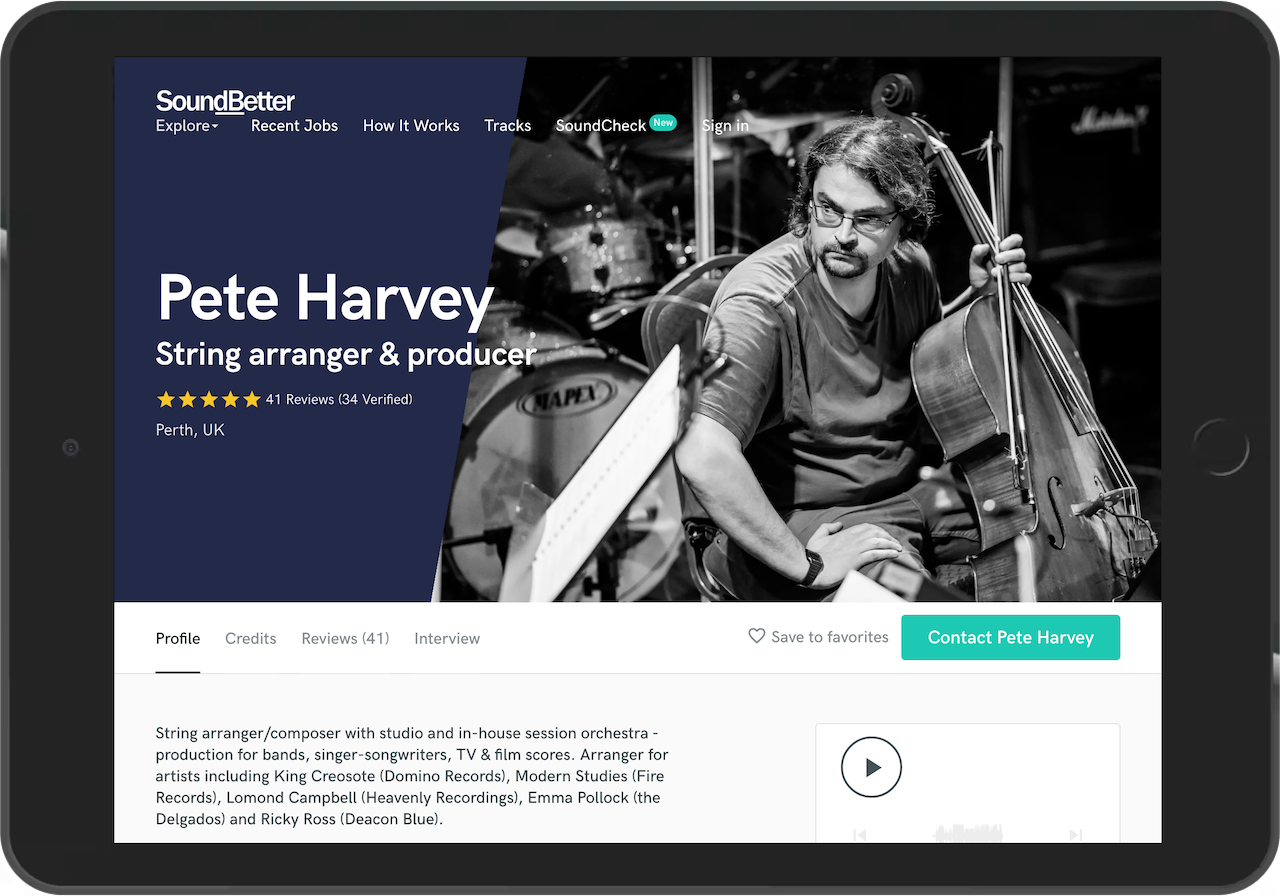 SoundBetter
Explore
Recent Jobs
How It Works
Tracks
SoundCheck New
Sign in
Marshall
Pete Harvey
String arranger & producer
41 Reviews (34 Verified)
Perth, UK
MAPEX
Profile
Credits
Reviews (41)
Interview
Save to favorites
Contact Pete Harvey
String arranger/composer with studio and in-house session orchestra -
production for bands, singer-songwriters, TV & film scores. Arranger for
artists including King Creosote (Domino Records), Modern Studies (Fire
Records), Lomond Campbell (Heavenly Recordings), Emma Pollock (the
Delgados) and Ricky Ross (Deacon Blue).